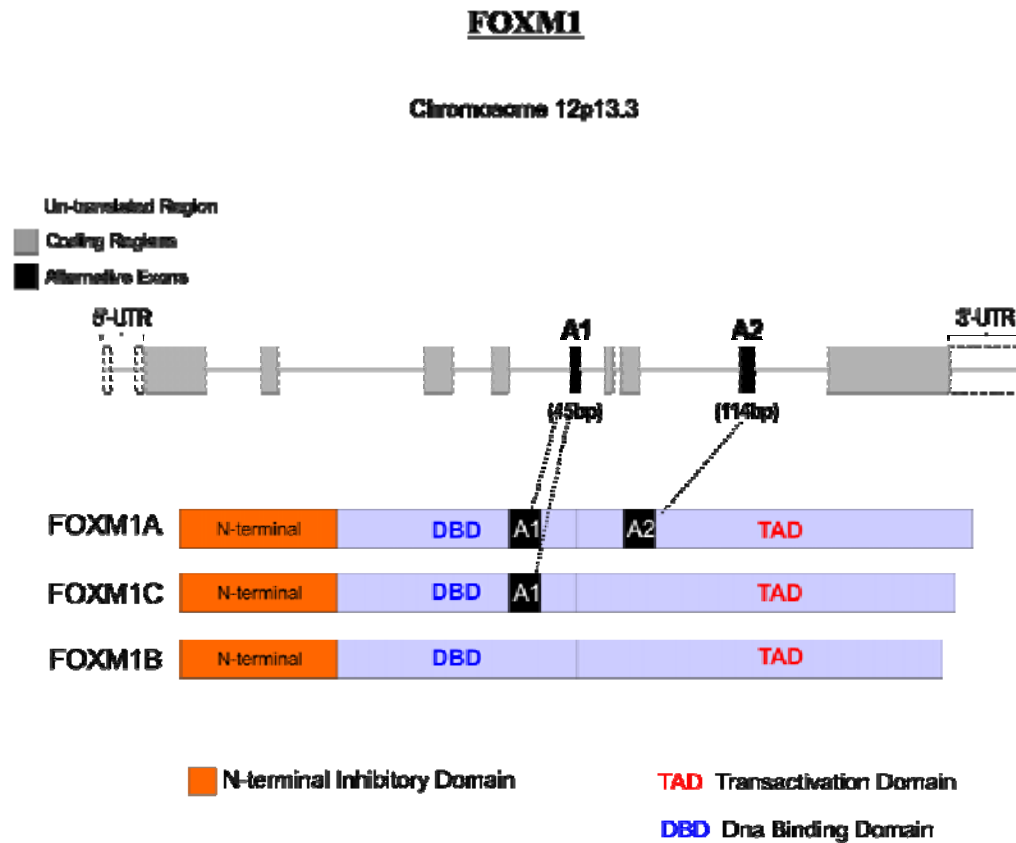 FOXM1
Chromosome 12p13.3
Un-translated Region
Coding Regions
Alternative Exons
5'-UTR
A1
A2
3'-UTR
(45bp)
(114bp)
FOXM1A
N-terminal
DBD
A1
A2
TAD
FOXM1C
N-terminal
DBD
A1
TAD
FOXM1B
N-terminal
DBD
TAD
N-terminal Inhibitory Domain
TAD Transactivation Domain
DBD Dna Binding Domain